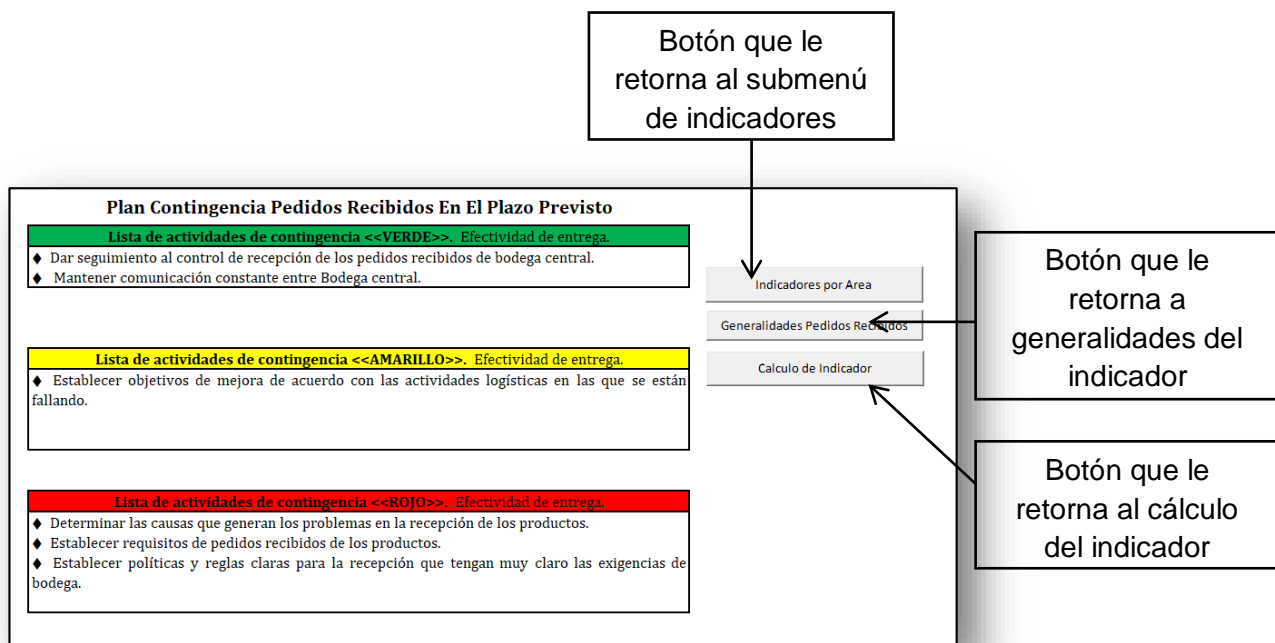 Botón que le
retorna al submenú
de indicadores
Plan Contingencia Pedidos Recibidos En El Plazo Previsto
Lista de actividades de contingencia <<VERDE>>. Efectividad de entrega.
♦ Dar seguimiento al control de recepción de los pedidos recibidos de bodega central.
♦ Mantener comunicación constante entre Bodega central.
Lista de actividades de contingencia <<AMARILLO>>. Efectividad de entrega.
♦ Establecer objetivos de mejora de acuerdo con las actividades logísticas en las que se están
fallando.
Lista de actividades de contingencia <<ROJO>>. Efectividad de entrega.
♦ Determinar las causas que generan los problemas en la recepción de los productos.
♦ Establecer requisitos de pedidos recibidos de los productos.
♦ Establecer políticas y reglas claras para la recepción que tengan muy claro las exigencias de
bodega.
Indicadores por Area
Generalidades Pedidos Recibidos
Calculo de Indicador
Botón que le
retorna a
generalidades del
indicador
Botón que le
retorna al cálculo
del indicador